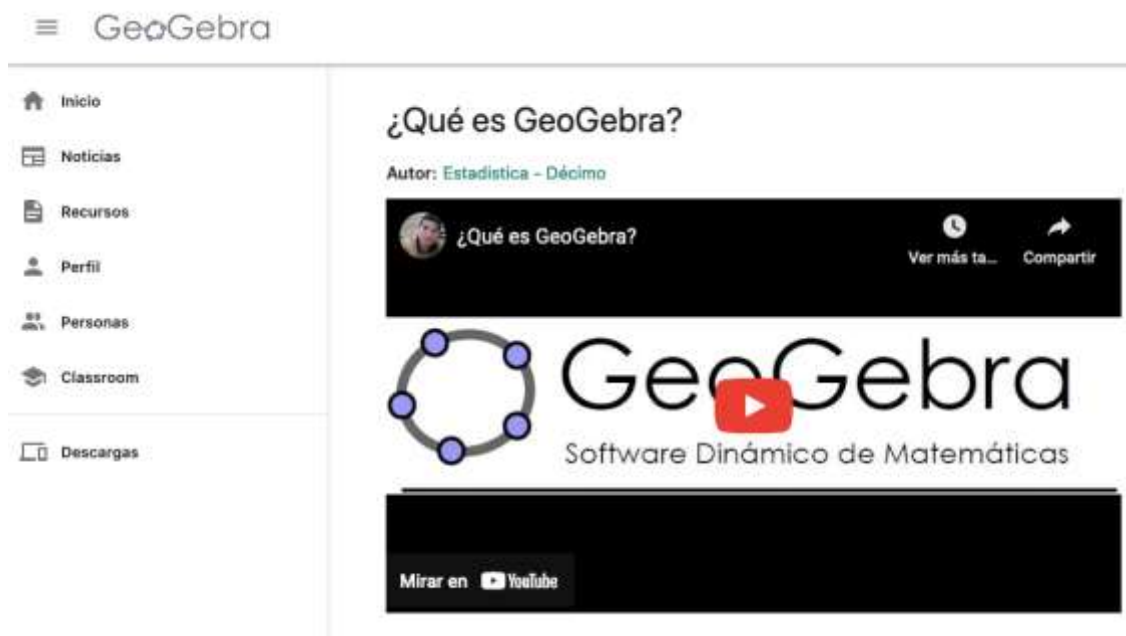 GeoGebra
Inicio
Noticias
Recursos
Perfil
Personas
Classroom
Descargas
¿Qué es GeoGebra?
Autor: Estadistica - Décimo
¿Qué es GeoGebra?
Ver más ta...
Compartir
GeoGebra
Software Dinámico de Matemáticas
Mirar en YouTube